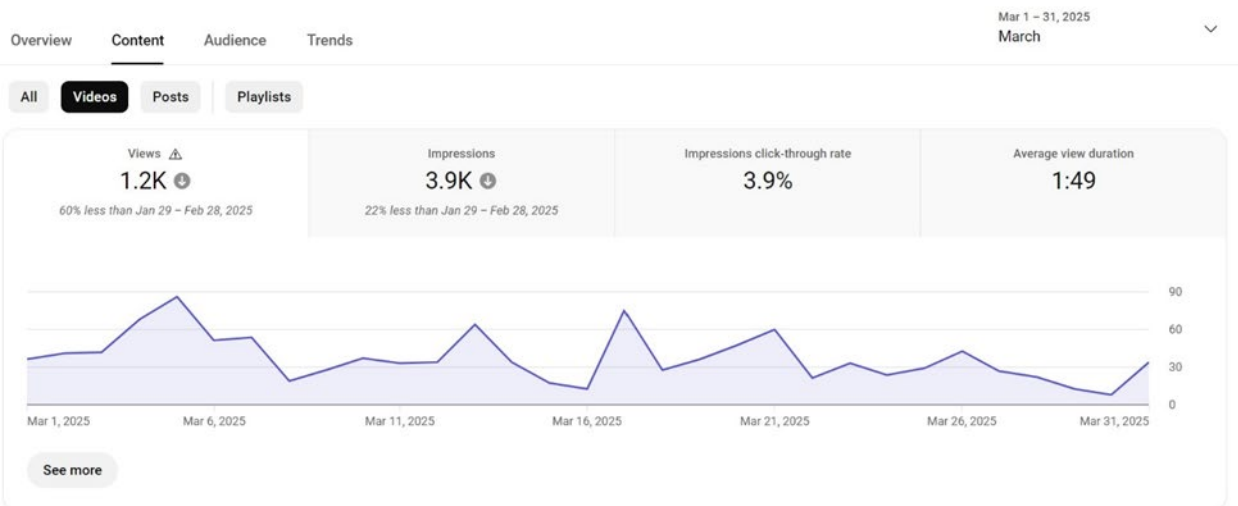 Mar 1 – 31, 2025
Overview Content Audience Trends March
All Videos Posts Playlists
Views Impressions Impressions click-through rate Average view duration
1.2K 3.9K 3.9% 1:49
60% less than Jan 29 – Feb 28, 2025 22% less than Jan 29 – Feb 28, 2025
90
60
30
0
Mar 1, 2025 Mar 6, 2025 Mar 11, 2025 Mar 16, 2025 Mar 21, 2025 Mar 26, 2025 Mar 31, 2025
See more